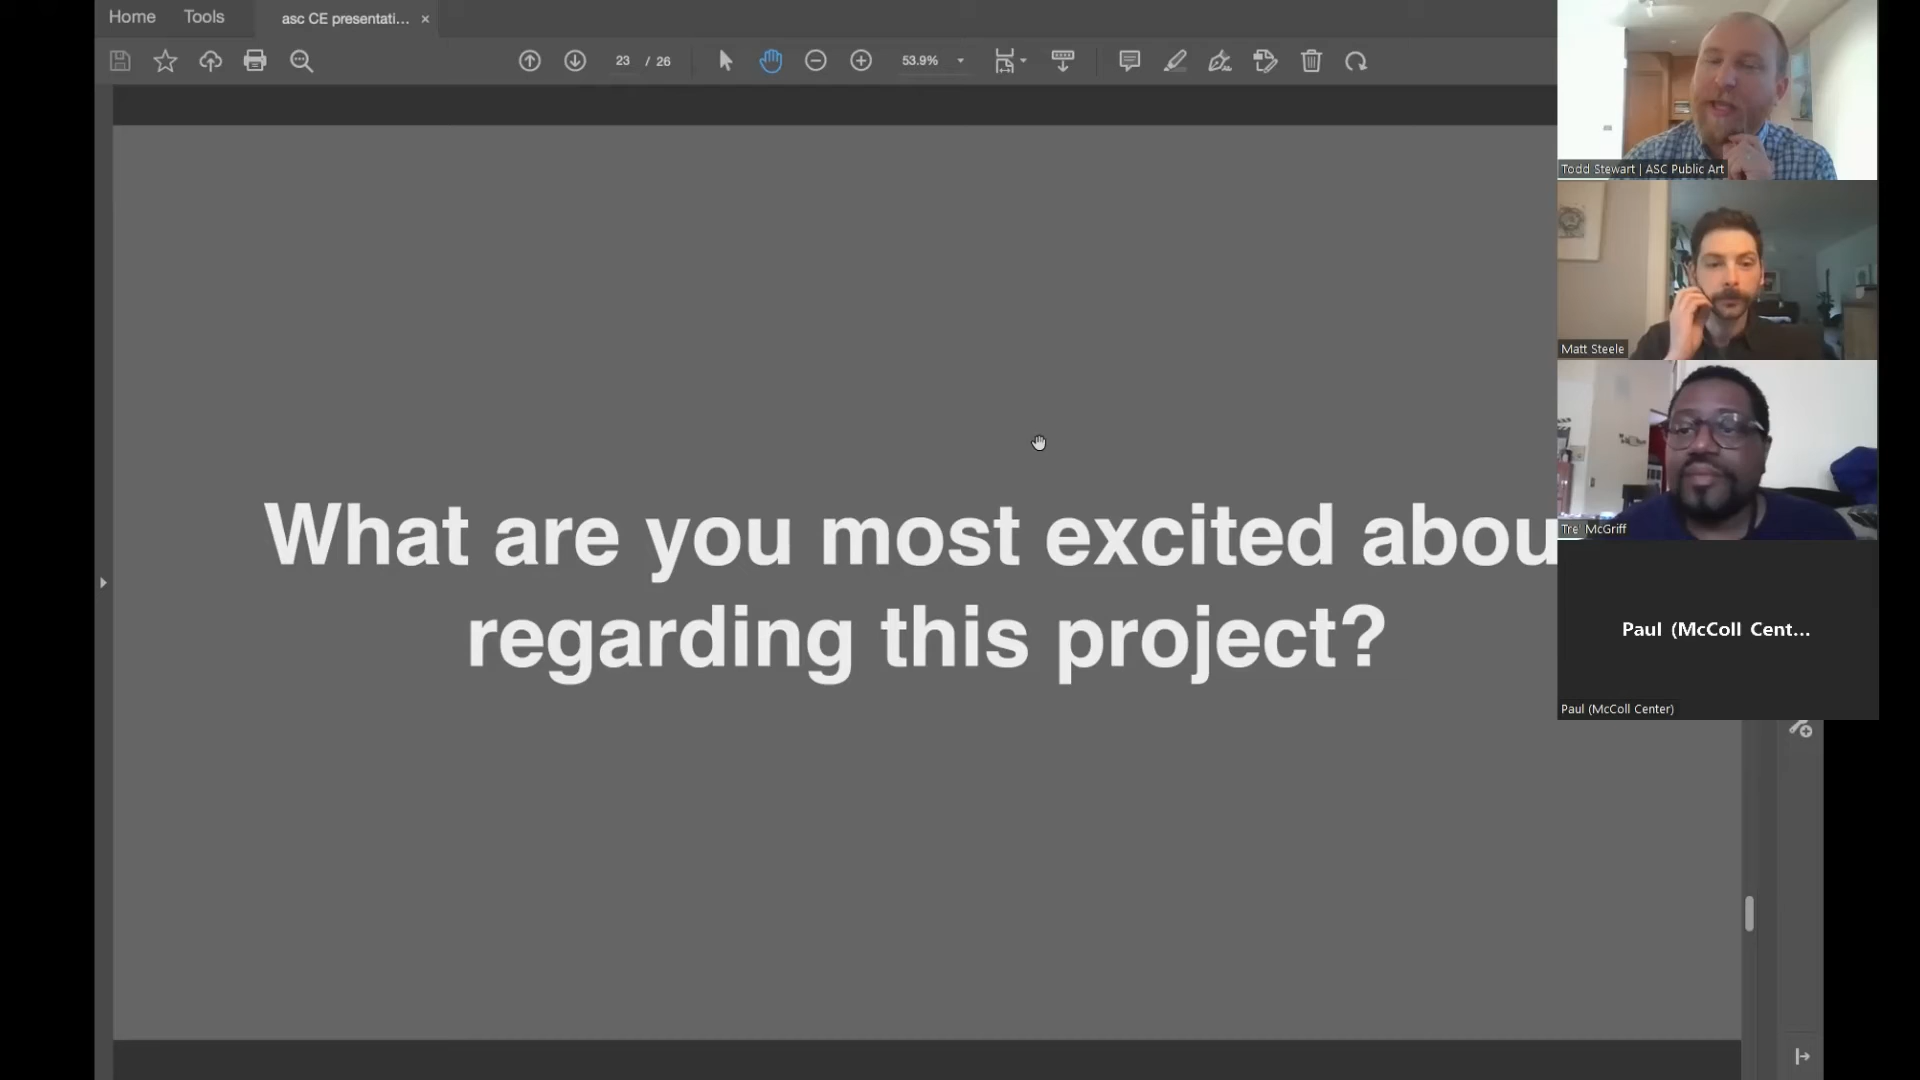 Home Tools asc CE presentati... ×
23 / 26 53.9%
What are you most excited abou
regarding this project?
Todd Stewart | ASC Public Art
Matt Steele
Tre' McGriff
Paul (McColl Cent...
Paul (McColl Center)